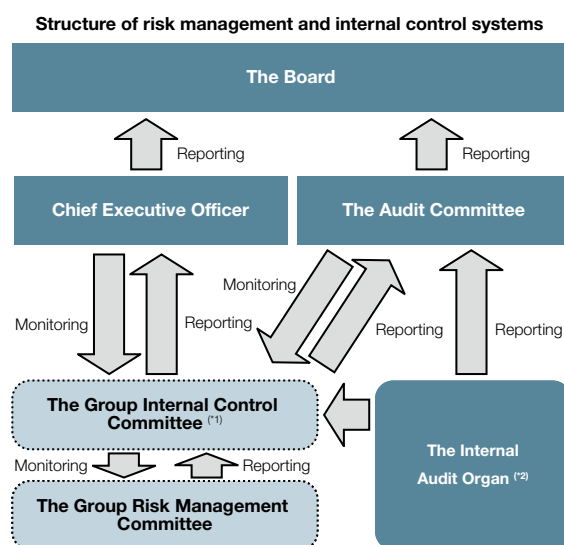 Structure of risk management and internal control systems
The Board
Reporting
Reporting
Chief Executive Officer
The Audit Committee
Monitoring
Monitoring
Reporting
Reporting
Reporting
The Group Internal Control
Committee (*1)
The Internal
Audit Organ (*2)
Monitoring
Reporting
The Group Risk Management
Committee